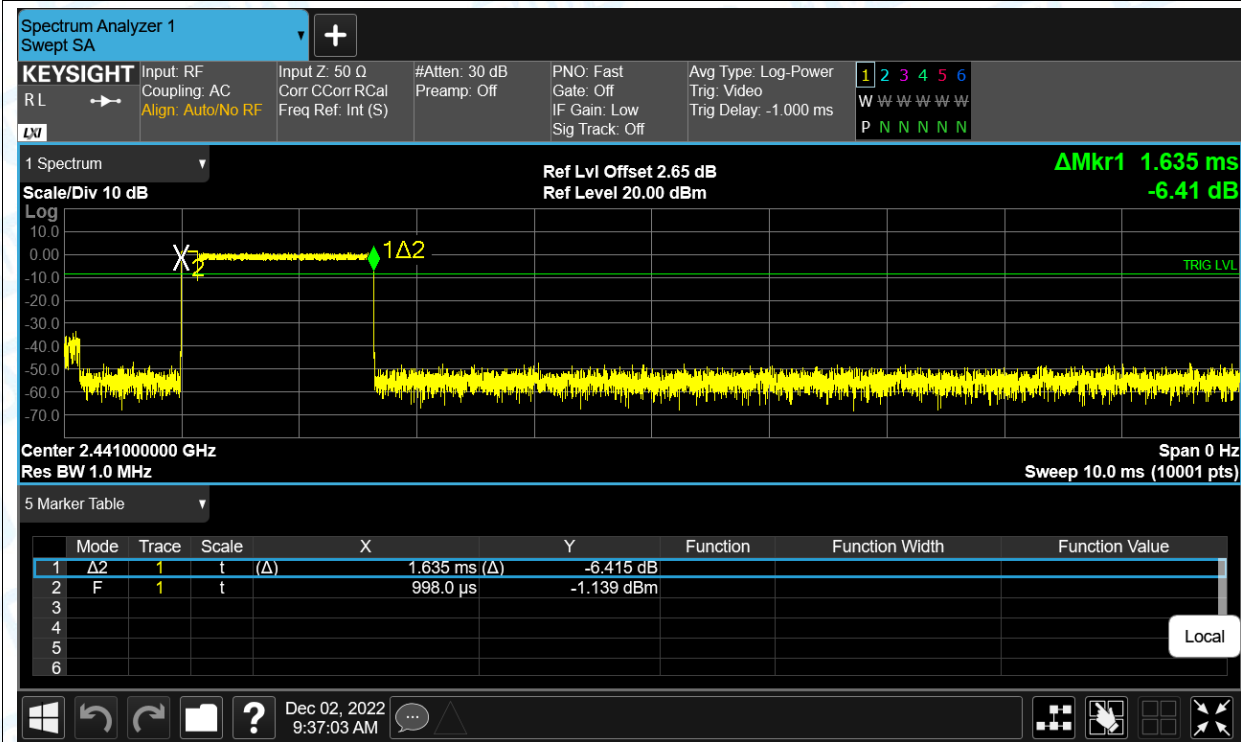 Spectrum Analyzer 1
Swept SA
KEYSIGHT
RL
LXI
Input: RF
Coupling: AC
Align: Auto/No RF
Input Z: 50 Ω
Corr CCorr RCal
Freq Ref: Int (S)
#Atten: 30 dB
Preamp: Off
PNO: Fast
Gate: Off
IF Gain: Low
Sig Track: Off
Avg Type: Log-Power
Trig: Video
Trig Delay: -1.000 ms
1 2 3 4 5 6
W W W W W W
P N N N N N
1 Spectrum
Scale/Div 10 dB
Ref Lvl Offset 2.65 dB
Ref Level 20.00 dBm
ΔMkr1 1.635 ms
-6.41 dB
Log
10.0
0.00
-10.0
-20.0
-30.0
-40.0
-50.0
-60.0
-70.0
2
1Δ2
TRIG LVL
Center 2.441000000 GHz
Res BW 1.0 MHz
Span 0 Hz
Sweep 10.0 ms (10001 pts)
5 Marker Table
Mode Trace Scale X Y Function Function Width Function Value
1 Δ2 1 t (Δ) 1.635 ms (Δ) -6.415 dB
2 F 1 t 998.0 µs -1.139 dBm
3
4
5
6
Local
?
Dec 02, 2022
9:37:03 AM